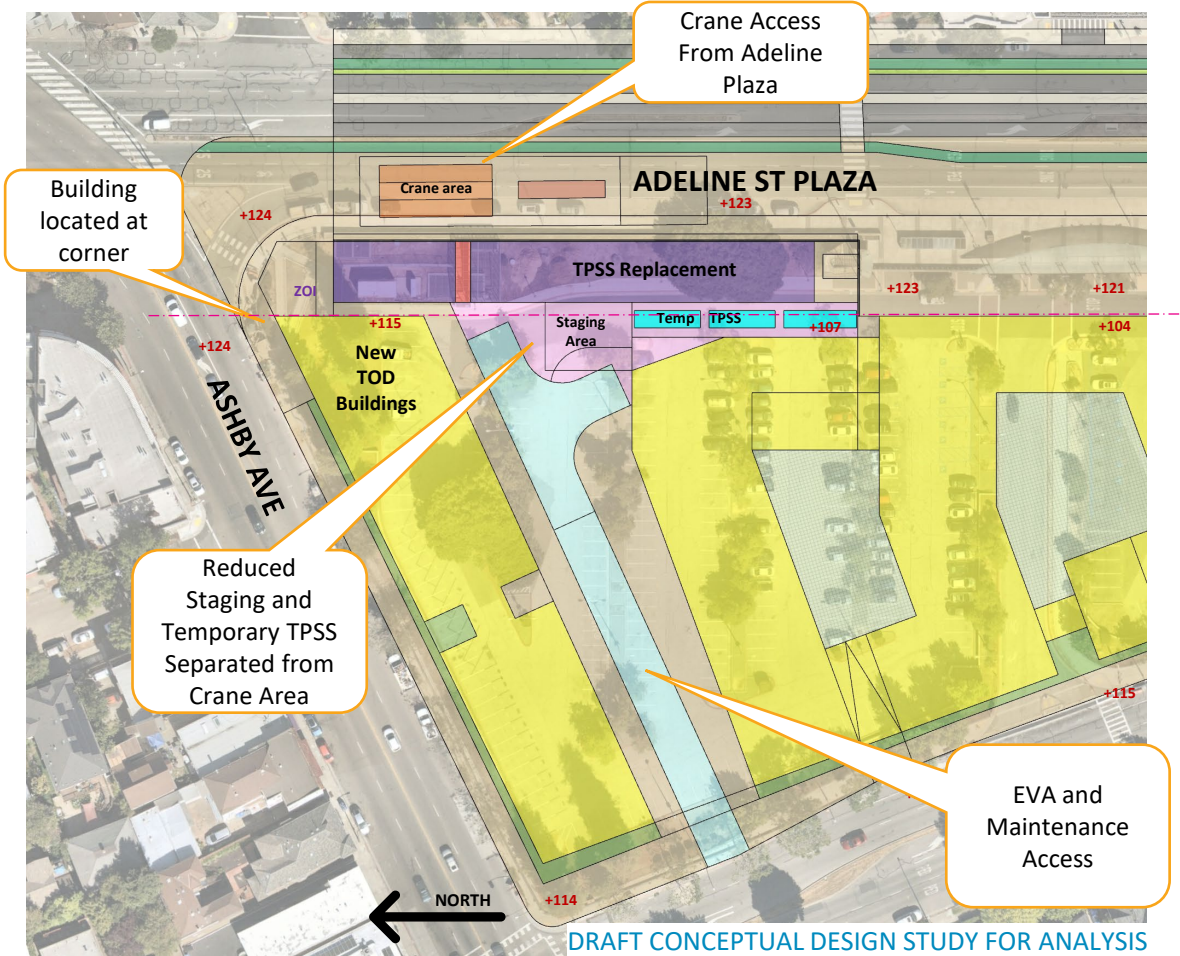 Crane Access
From Adeline
Plaza
Building
located at
corner
Crane area
ADELINE ST PLAZA
+124
+123
TPSS Replacement
ZOI
+123
+121
+115
Staging
Area
Temp
TPSS
+107
+104
+124
New
TOD
Buildings
ASHBY AVE
Reduced
Staging and
Temporary TPSS
Separated from
Crane Area
+115
EVA and
Maintenance
Access
NORTH
+114
DRAFT CONCEPTUAL DESIGN STUDY FOR ANALYSIS